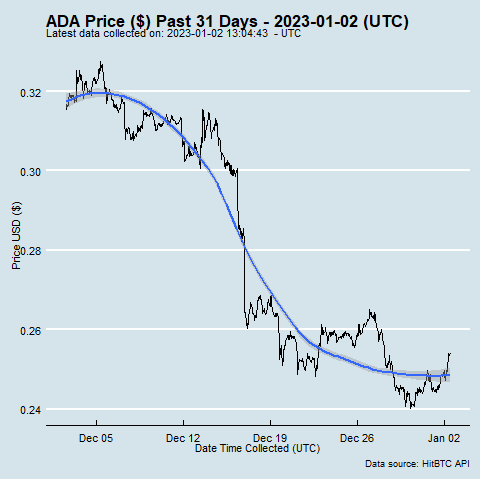 ADA Price ($) Past 31 Days - 2023-01-02 (UTC)
Latest data collected on: 2023-01-02 13:04:43 - UTC
0.32
0.30
0.28
0.26
0.24
Price USD ($)
Dec 05 Dec 12 Dec 19 Dec 26 Jan 02
Date Time Collected (UTC)
Data source: HitBTC API